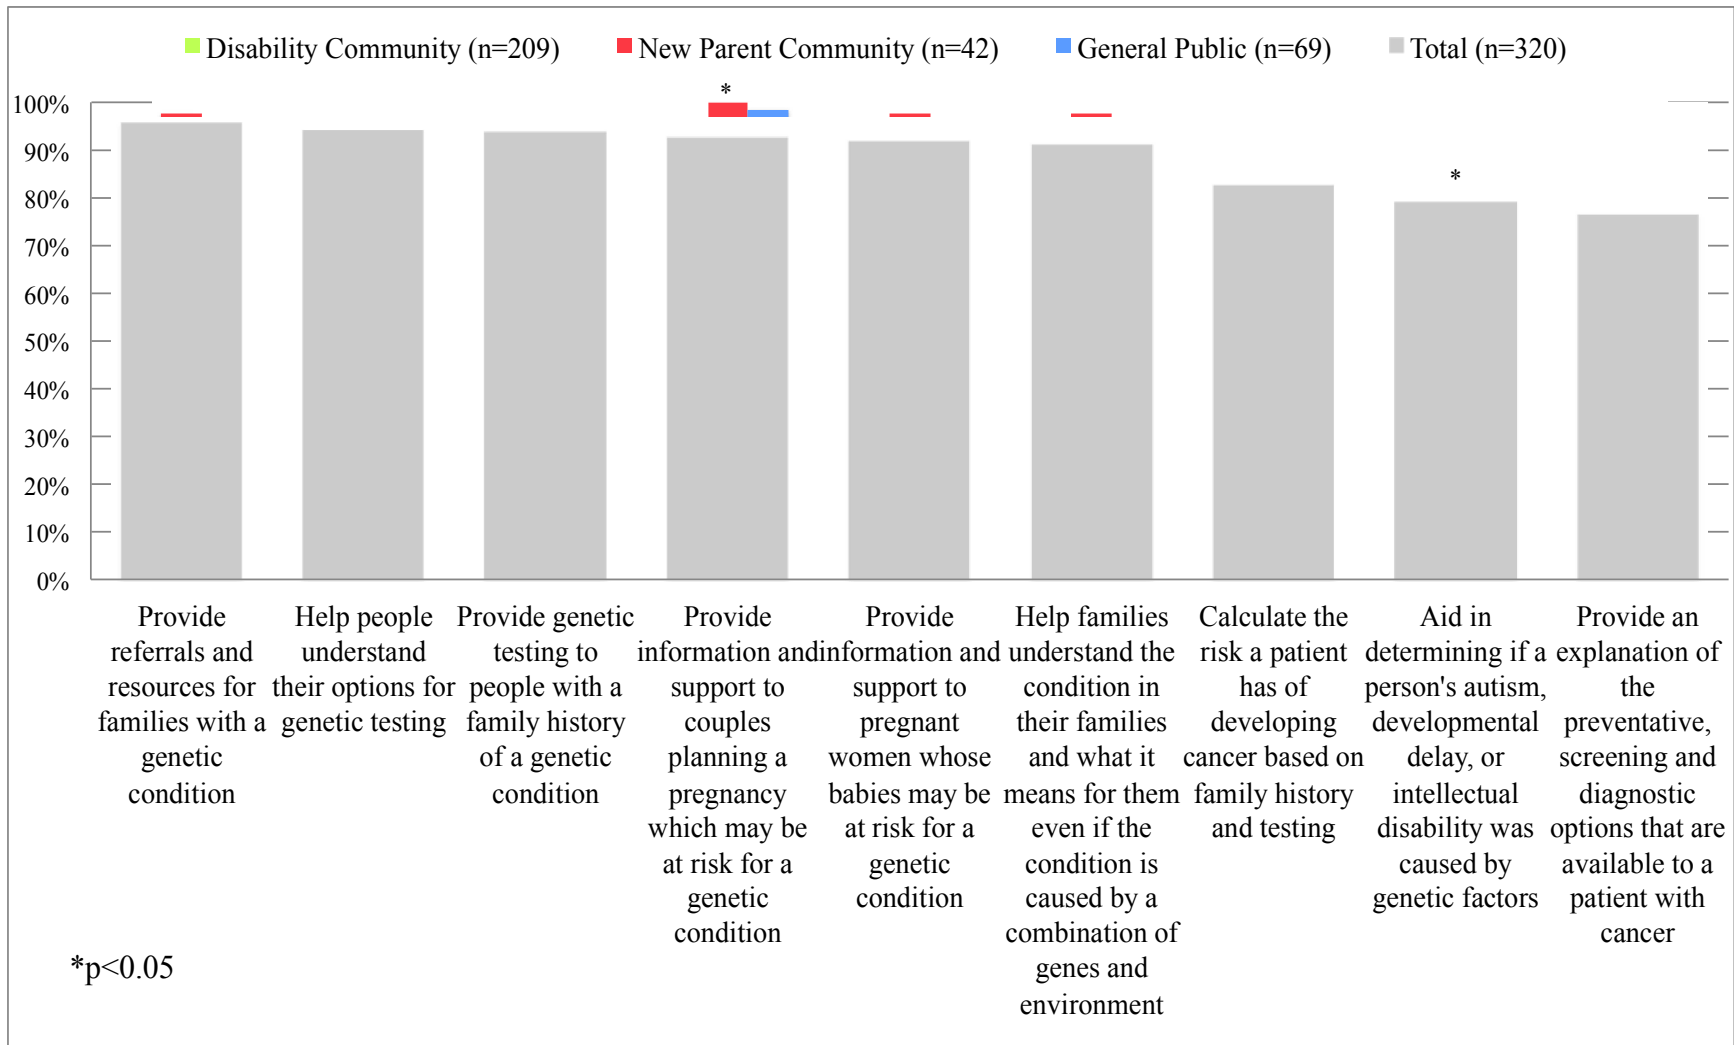 Disability Community (n=209) New Parent Community (n=42) General Public (n=69) Total (n=320)
100%
90%
80%
70%
60%
50%
40%
30%
20%
10%
0%
*
*
Provide
referrals and
resources for
families with a
genetic
condition
Help people
understand
their options for
genetic testing
Provide genetic
testing to
people with a
family history
of a genetic
condition
Provide
information and
support to
couples
planning a
pregnancy
which may be
at risk for a
genetic
condition
Provide
information and
support to
pregnant
women whose
babies may be
at risk for a
genetic
condition
Help families
understand the
condition in
their families
and what it
means for them
even if the
condition is
caused by a
combination of
genes and
environment
Calculate the
risk a patient
has of
developing
cancer based on
family history
and testing
Aid in
determining if a
person's autism,
developmental
delay, or
intellectual
disability was
caused by
genetic factors
Provide an
explanation of
the
preventative,
screening and
diagnostic
options that are
available to a
patient with
cancer
*p<0.05